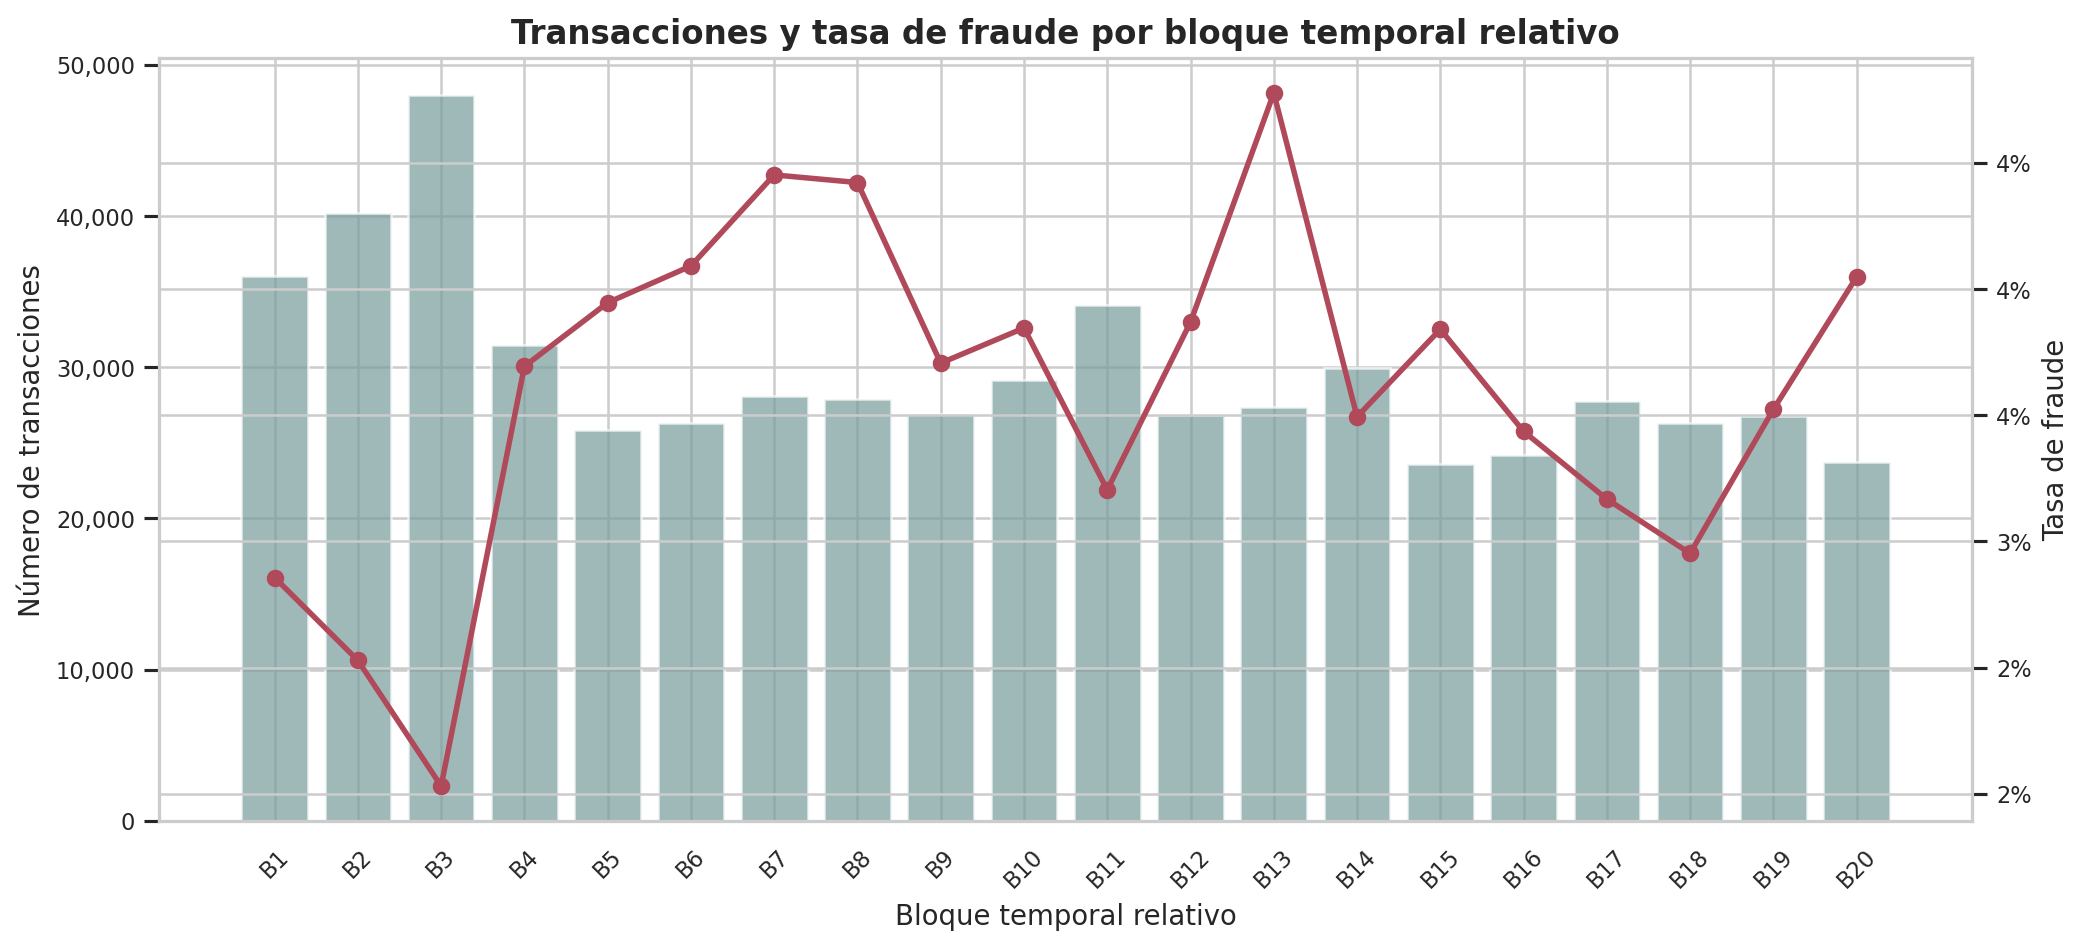 Transacciones y tasa de fraude por bloque temporal relativo
Número de transacciones
50,000
40,000
30,000
20,000
10,000
0
4%
4%
4%
3%
2%
2%
Tasa de fraude
B1
B2
B3
B4
B5
B6
B7
B8
B9
B10
B11
B12
B13
B14
B15
B16
B17
B18
B19
B20
Bloque temporal relativo